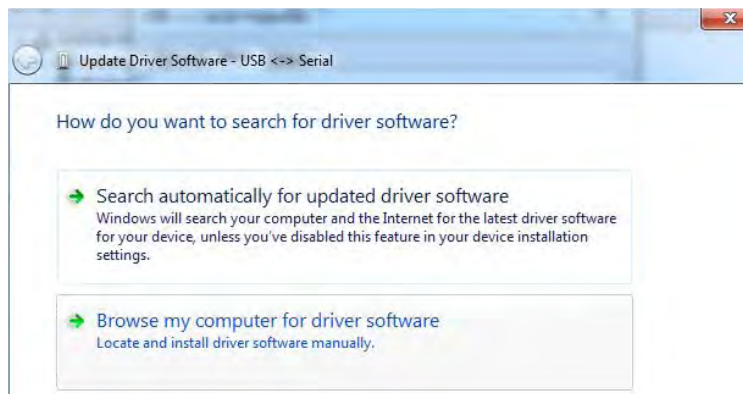 Update Driver Software - USB <-> Serial
How do you want to search for driver software?
Search automatically for updated driver software
Windows will search your computer and the Internet for the latest driver software
for your device, unless you've disabled this feature in your device installation
settings.
Browse my computer for driver software
Locate and install driver software manually.